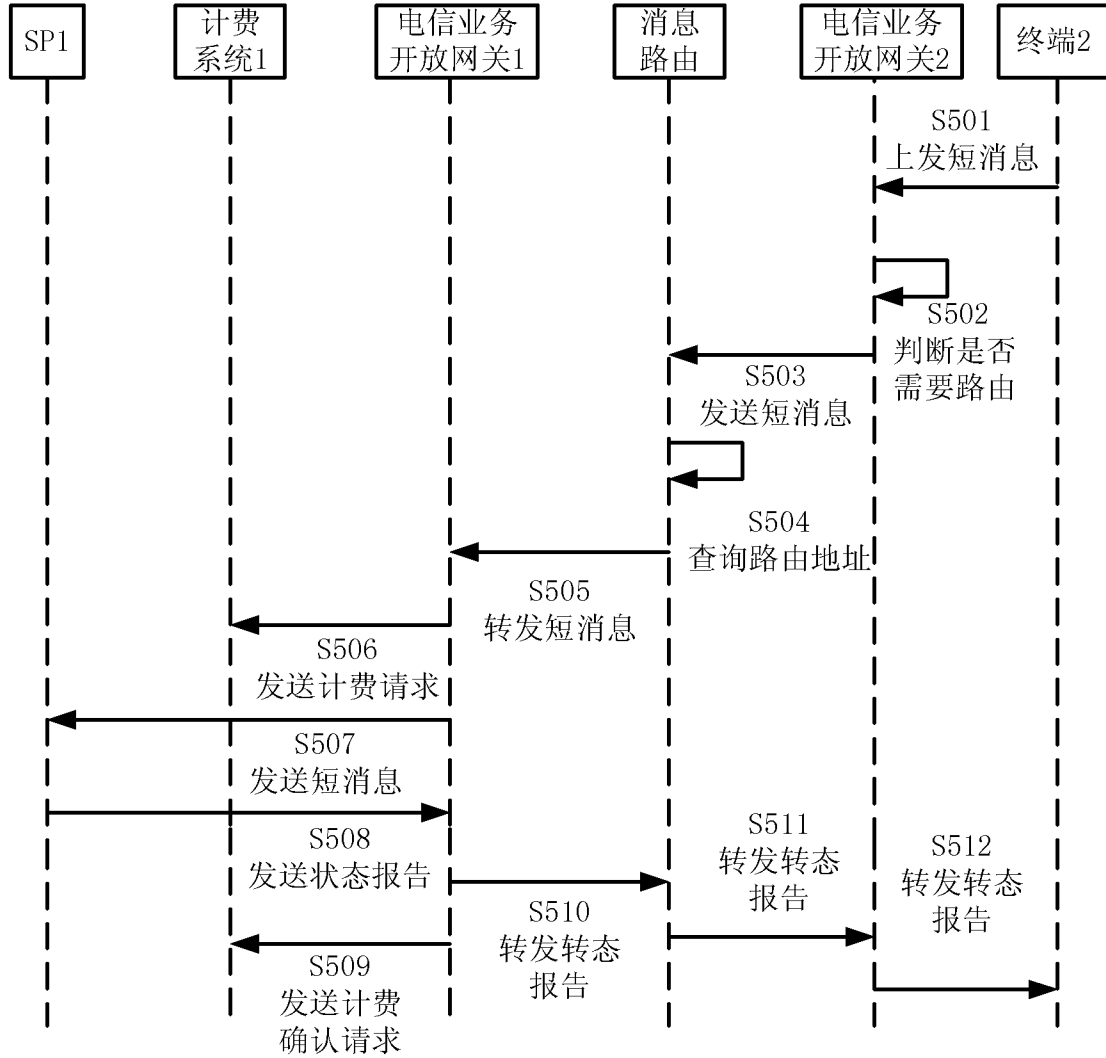 SP1
计费
系统1
电信业务
开放网关1
消息
路由
电信业务
开放网关2
终端2
S501
上发短消息
S502
判断是否
需要路由
S503
发送短消息
S504
查询路由地址
S505
转发短消息
S506
发送计费请求
S507
发送短消息
S508
发送状态报告
S509
发送计费
确认请求
S510
转发转态
报告
S511
转发转态
报告
S512
转发转态
报告